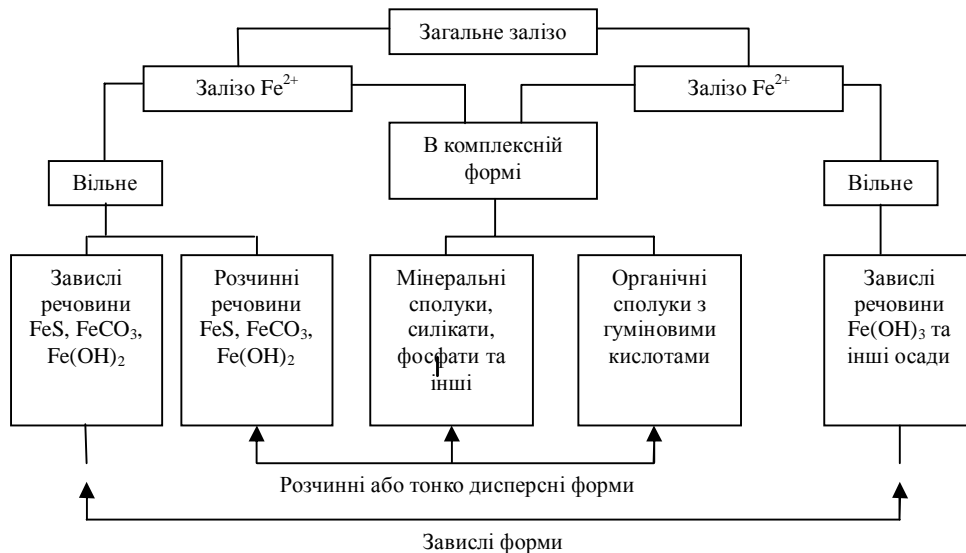 Загальне залізо
Залізо Fe²⁺
Залізо Fe²⁺
В комплексній
формі
Вільне
Вільне
Завислі
речовини
FeS, FeCO₃,
Fe(OH)₂
Розчинні
речовини
FeS, FeCO₃,
Fe(OH)₂
Мінеральні
сполуки,
силікати,
фосфати та
інші
Органічні
сполуки з
гуміновими
кислотами
Завислі
речовини
Fe(OH)₃ та
інші осади
Розчинні або тонко дисперсні форми
Завислі форми